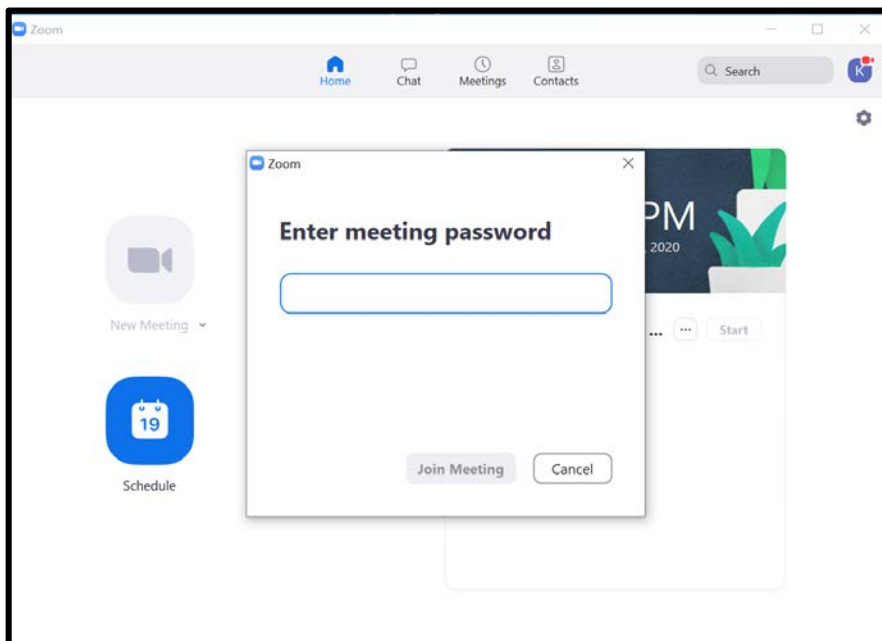 Zoom
Home Chat Meetings Contacts
Search
K
Zoom
Enter meeting password
PM
, 2020
New Meeting
... ... Start
19
Join Meeting Cancel
Schedule